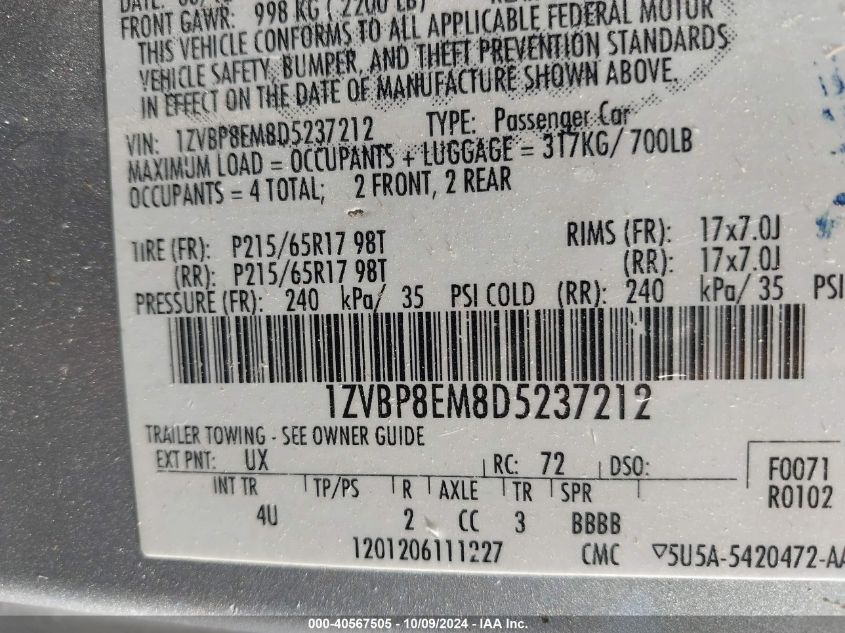 FRONT GAWR: 998 KG ( 2200 LB)
THIS VEHICLE CONFORMS TO ALL APPLICABLE FEDERAL MOTOR
VEHICLE SAFETY, BUMPER, AND THEFT PREVENTION STANDARDS
IN EFFECT ON THE DATE OF MANUFACTURE SHOWN ABOVE.
VIN: 1ZVBP8EM8D5237212 TYPE: Passenger Car
MAXIMUM LOAD = OCCUPANTS + LUGGAGE = 317KG/ 700LB
OCCUPANTS = 4 TOTAL; 2 FRONT, 2 REAR
TIRE (FR): P215/65R17 98T RIMS (FR): 17x7.0J
(RR): P215/65R17 98T (RR): 17x7.0J
PRESSURE (FR): 240 kPa/ 35 PSI COLD (RR): 240 kPa/ 35 PSI
1ZVBP8EM8D5237212
TRAILER TOWING - SEE OWNER GUIDE
EXT PNT: UX RC: 72 DSO: F0071
INT TR TP/PS R AXLE TR SPR R0102
4U 2 CC 3 BBBB
1201206111227 CMC ▽5U5A-5420472-AA
000-40567505 - 10/09/2024 - IAA Inc.